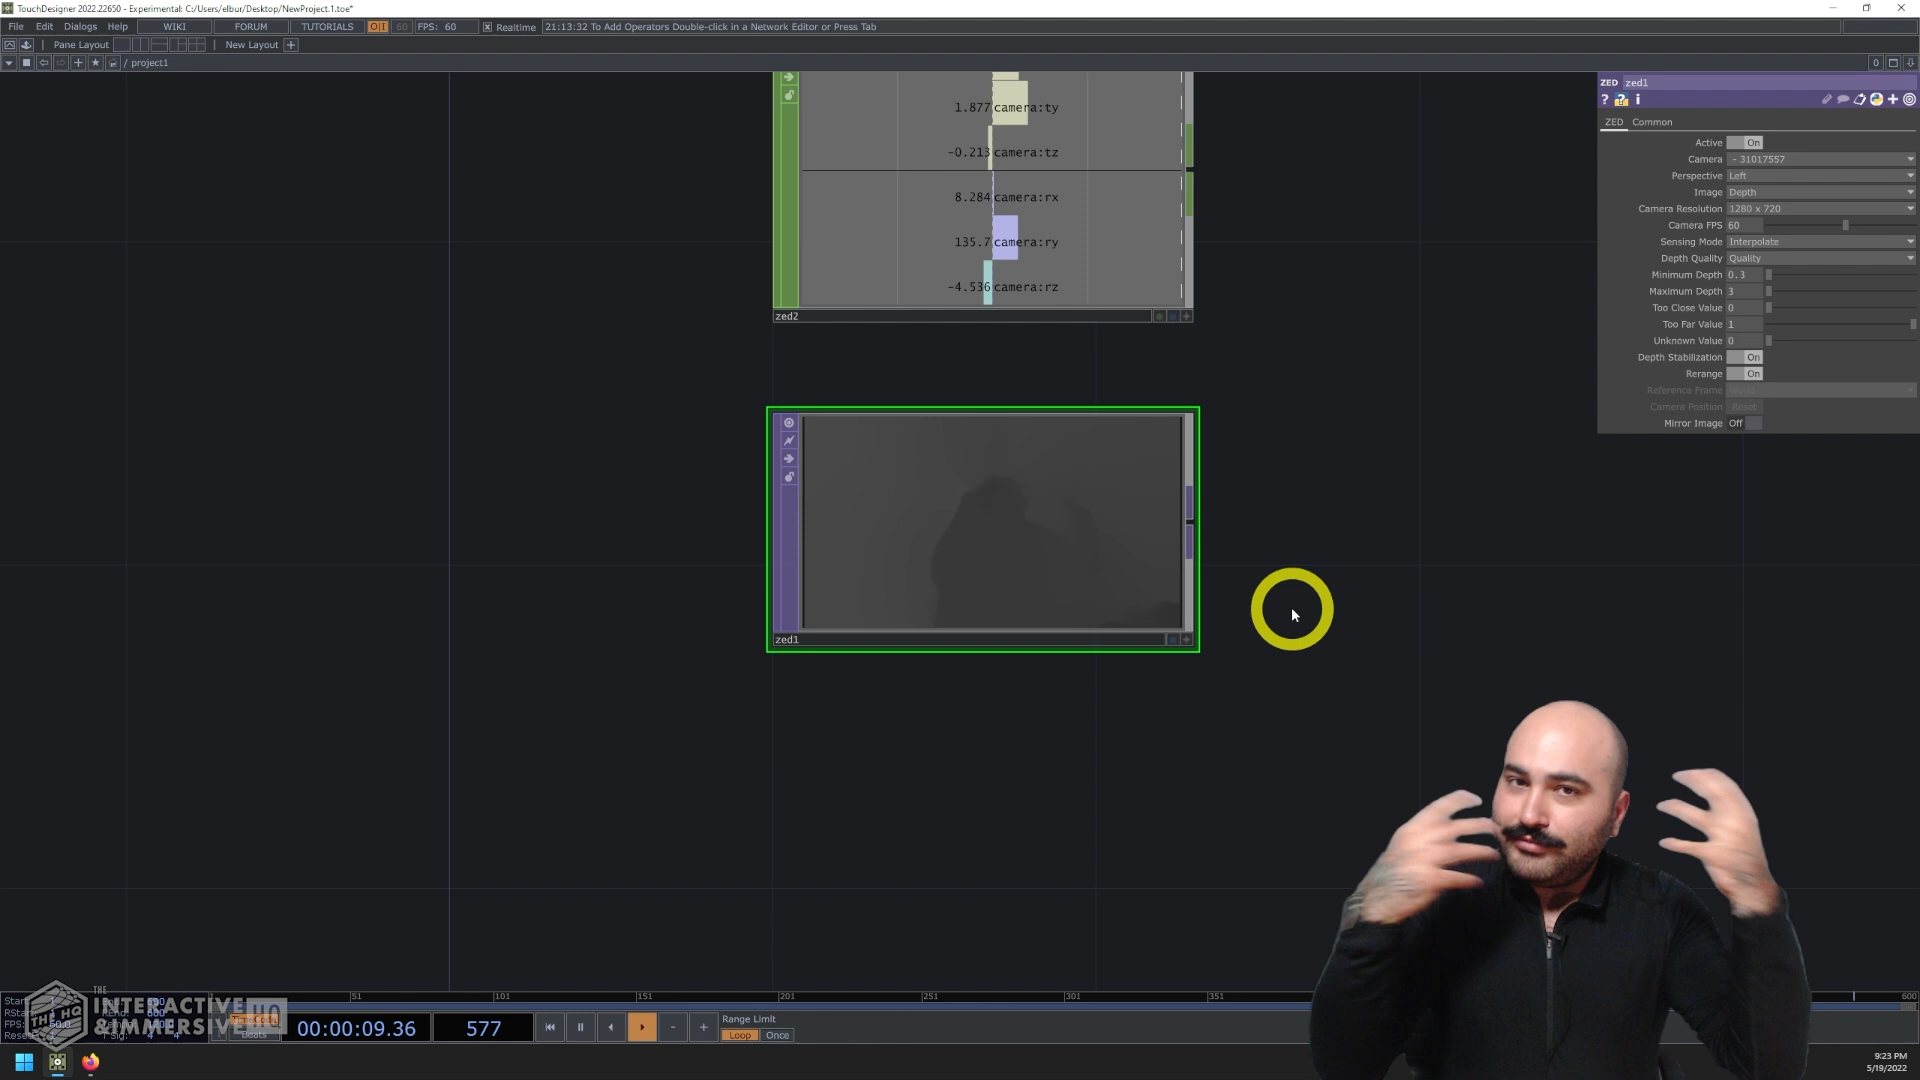 TouchDesigner 2022.22650 - Experimental: C:/Users/elbur/Desktop/NewProject.1.toe*
File Edit Dialogs Help WIKI FORUM TUTORIALS O|I 60 FPS: 60 Realtime 21:13:32 To Add Operators Double-click in a Network Editor or Press Tab
Pane Layout New Layout +
/ project1 0
1.877 camera:ty
-0.213 camera:tz
8.284 camera:rx
135.7 camera:ry
-4.536 camera:rz
zed2
zed1
ZED zed1
? ? i
ZED Common
Active On
Camera - 31017557
Perspective Left
Image Depth
Camera Resolution 1280 x 720
Camera FPS 60
Sensing Mode Interpolate
Depth Quality Quality
Minimum Depth 0.3
Maximum Depth 3
Too Close Value 0
Too Far Value 1
Unknown Value 0
Depth Stabilization On
Rerange On
Reference Frame
Camera Position Reset
Mirror Image Off
51 101 151 201 251 301 351 600
THE
INTERACTIVE
& IMMERSIVE HQ
THE HQ
TimeCode
Beats
00:00:09.36
577
Range Limit
Loop Once
9:23 PM
5/19/2022